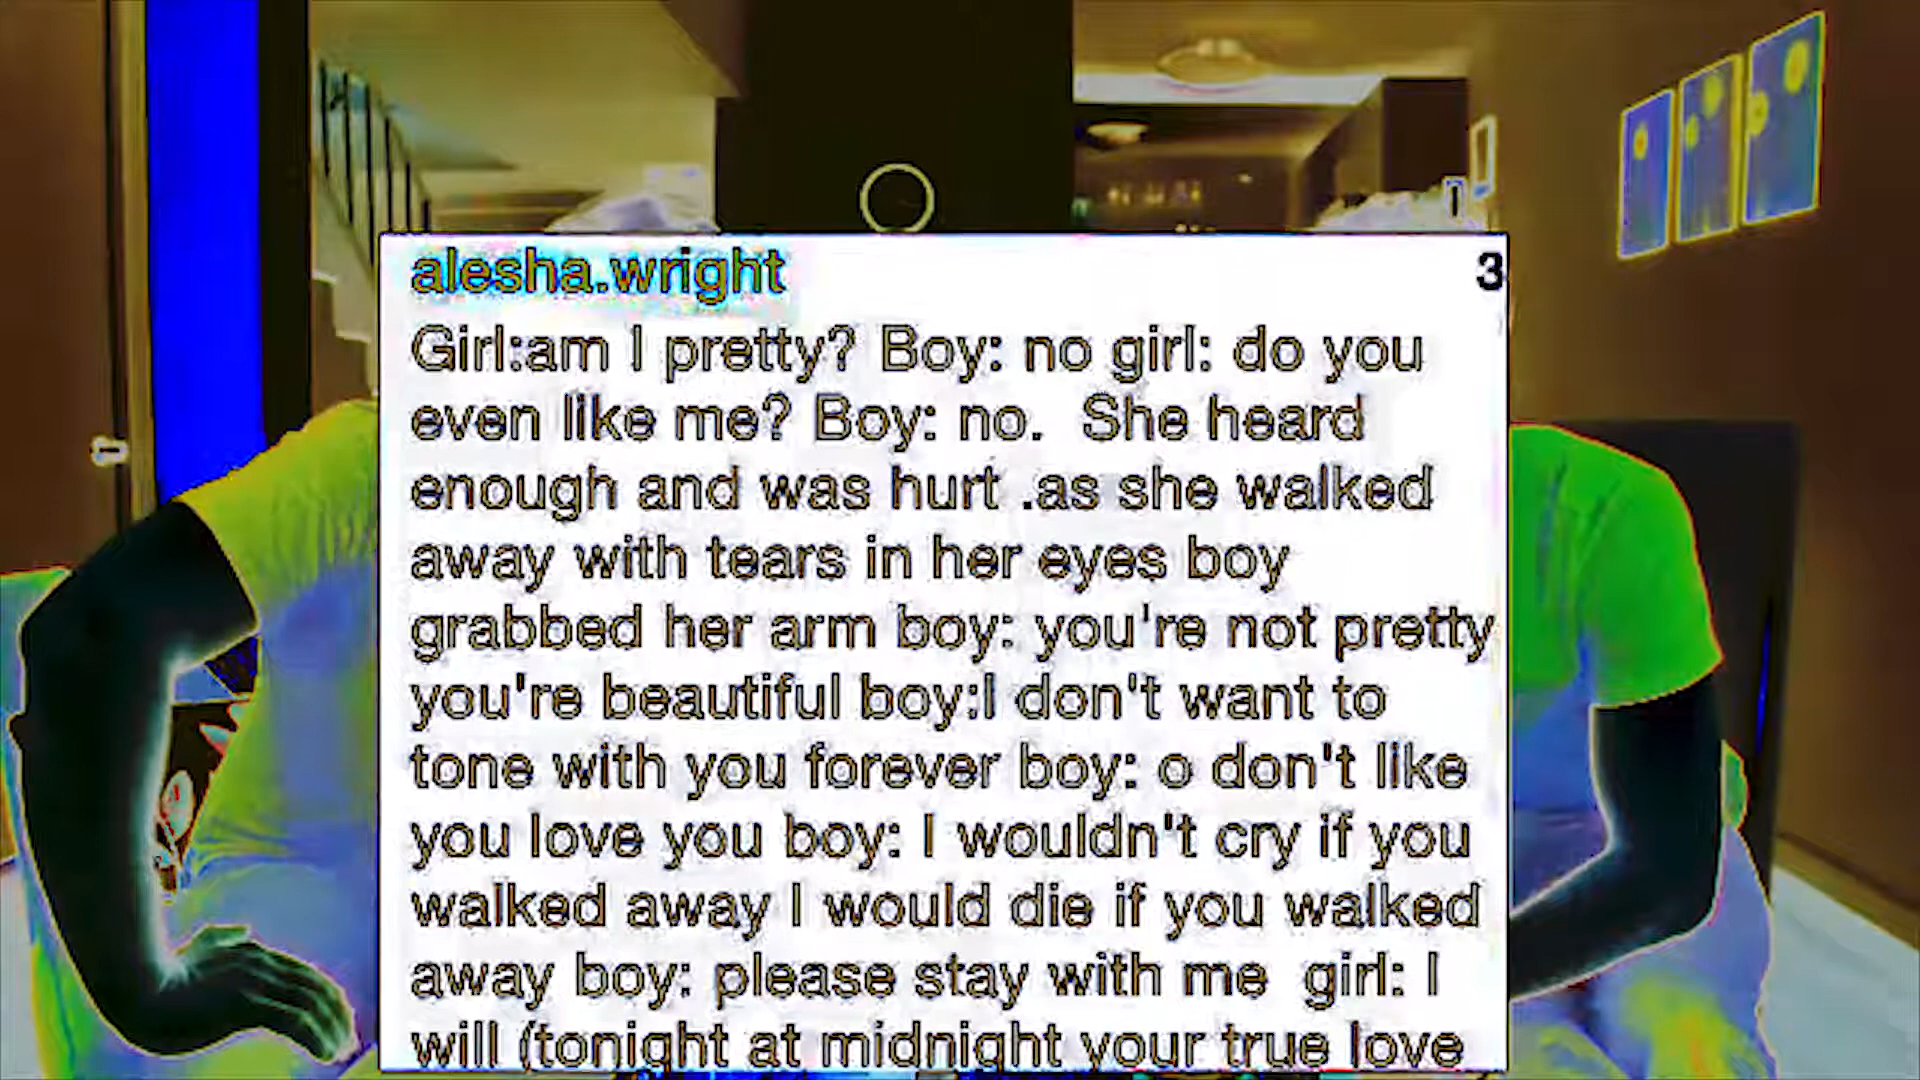 alesha.wright 3
Girl:am I pretty? Boy: no girl: do you
even like me? Boy: no.  She heard
enough and was hurt .as she walked
away with tears in her eyes boy
grabbed her arm boy: you're not pretty
you're beautiful boy:I don't want to
tone with you forever boy: o don't like
you love you boy: I wouldn't cry if you
walked away I would die if you walked
away boy: please stay with me  girl: I
will (tonight at midnight your true love